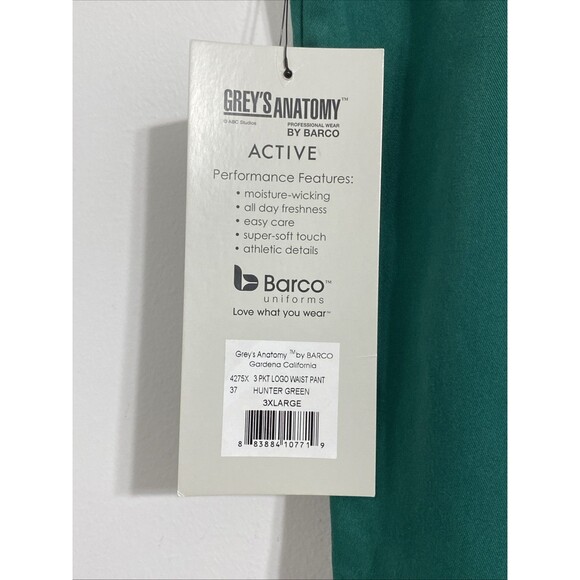 GREY'S ANATOMY™
© ABC Studios
PROFESSIONAL WEAR
BY BARCO
ACTIVE
Performance Features:
• moisture-wicking
• all day freshness
• easy care
• super-soft touch
• athletic details
b Barco™
uniforms
Love what you wear™
Grey's Anatomy ™ by BARCO
Gardena California
4275X 3 PKT LOGO WAIST PANT
37 HUNTER GREEN
3XLARGE
8 83884 10771 9